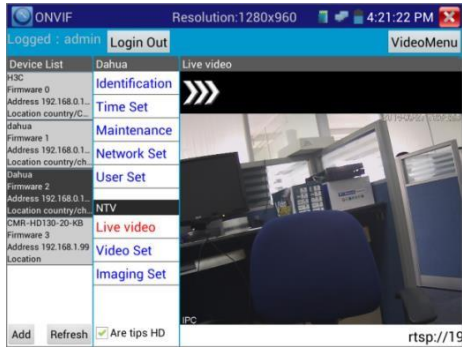 ONVIF Resolution:1280x960 4:21:22 PM
Logged : admin Login Out VideoMenu
Device List
H3C
Firmware 0
Address 192.168.0.1..
Location country/C..
dahua
Firmware 1
Address 192.168.0.1..
Location country/ch..
Dahua
Firmware 2
Address 192.168.0.1..
Location country/ch..
CMR-HD130-20-KB
Firmware 3
Address 192.168.1.99
Location
Add Refresh
Dahua
Identification
Time Set
Maintenance
Network Set
User Set
NTV
Live video
Video Set
Imaging Set
Are tips HD
Live video
IPC
rtsp://19